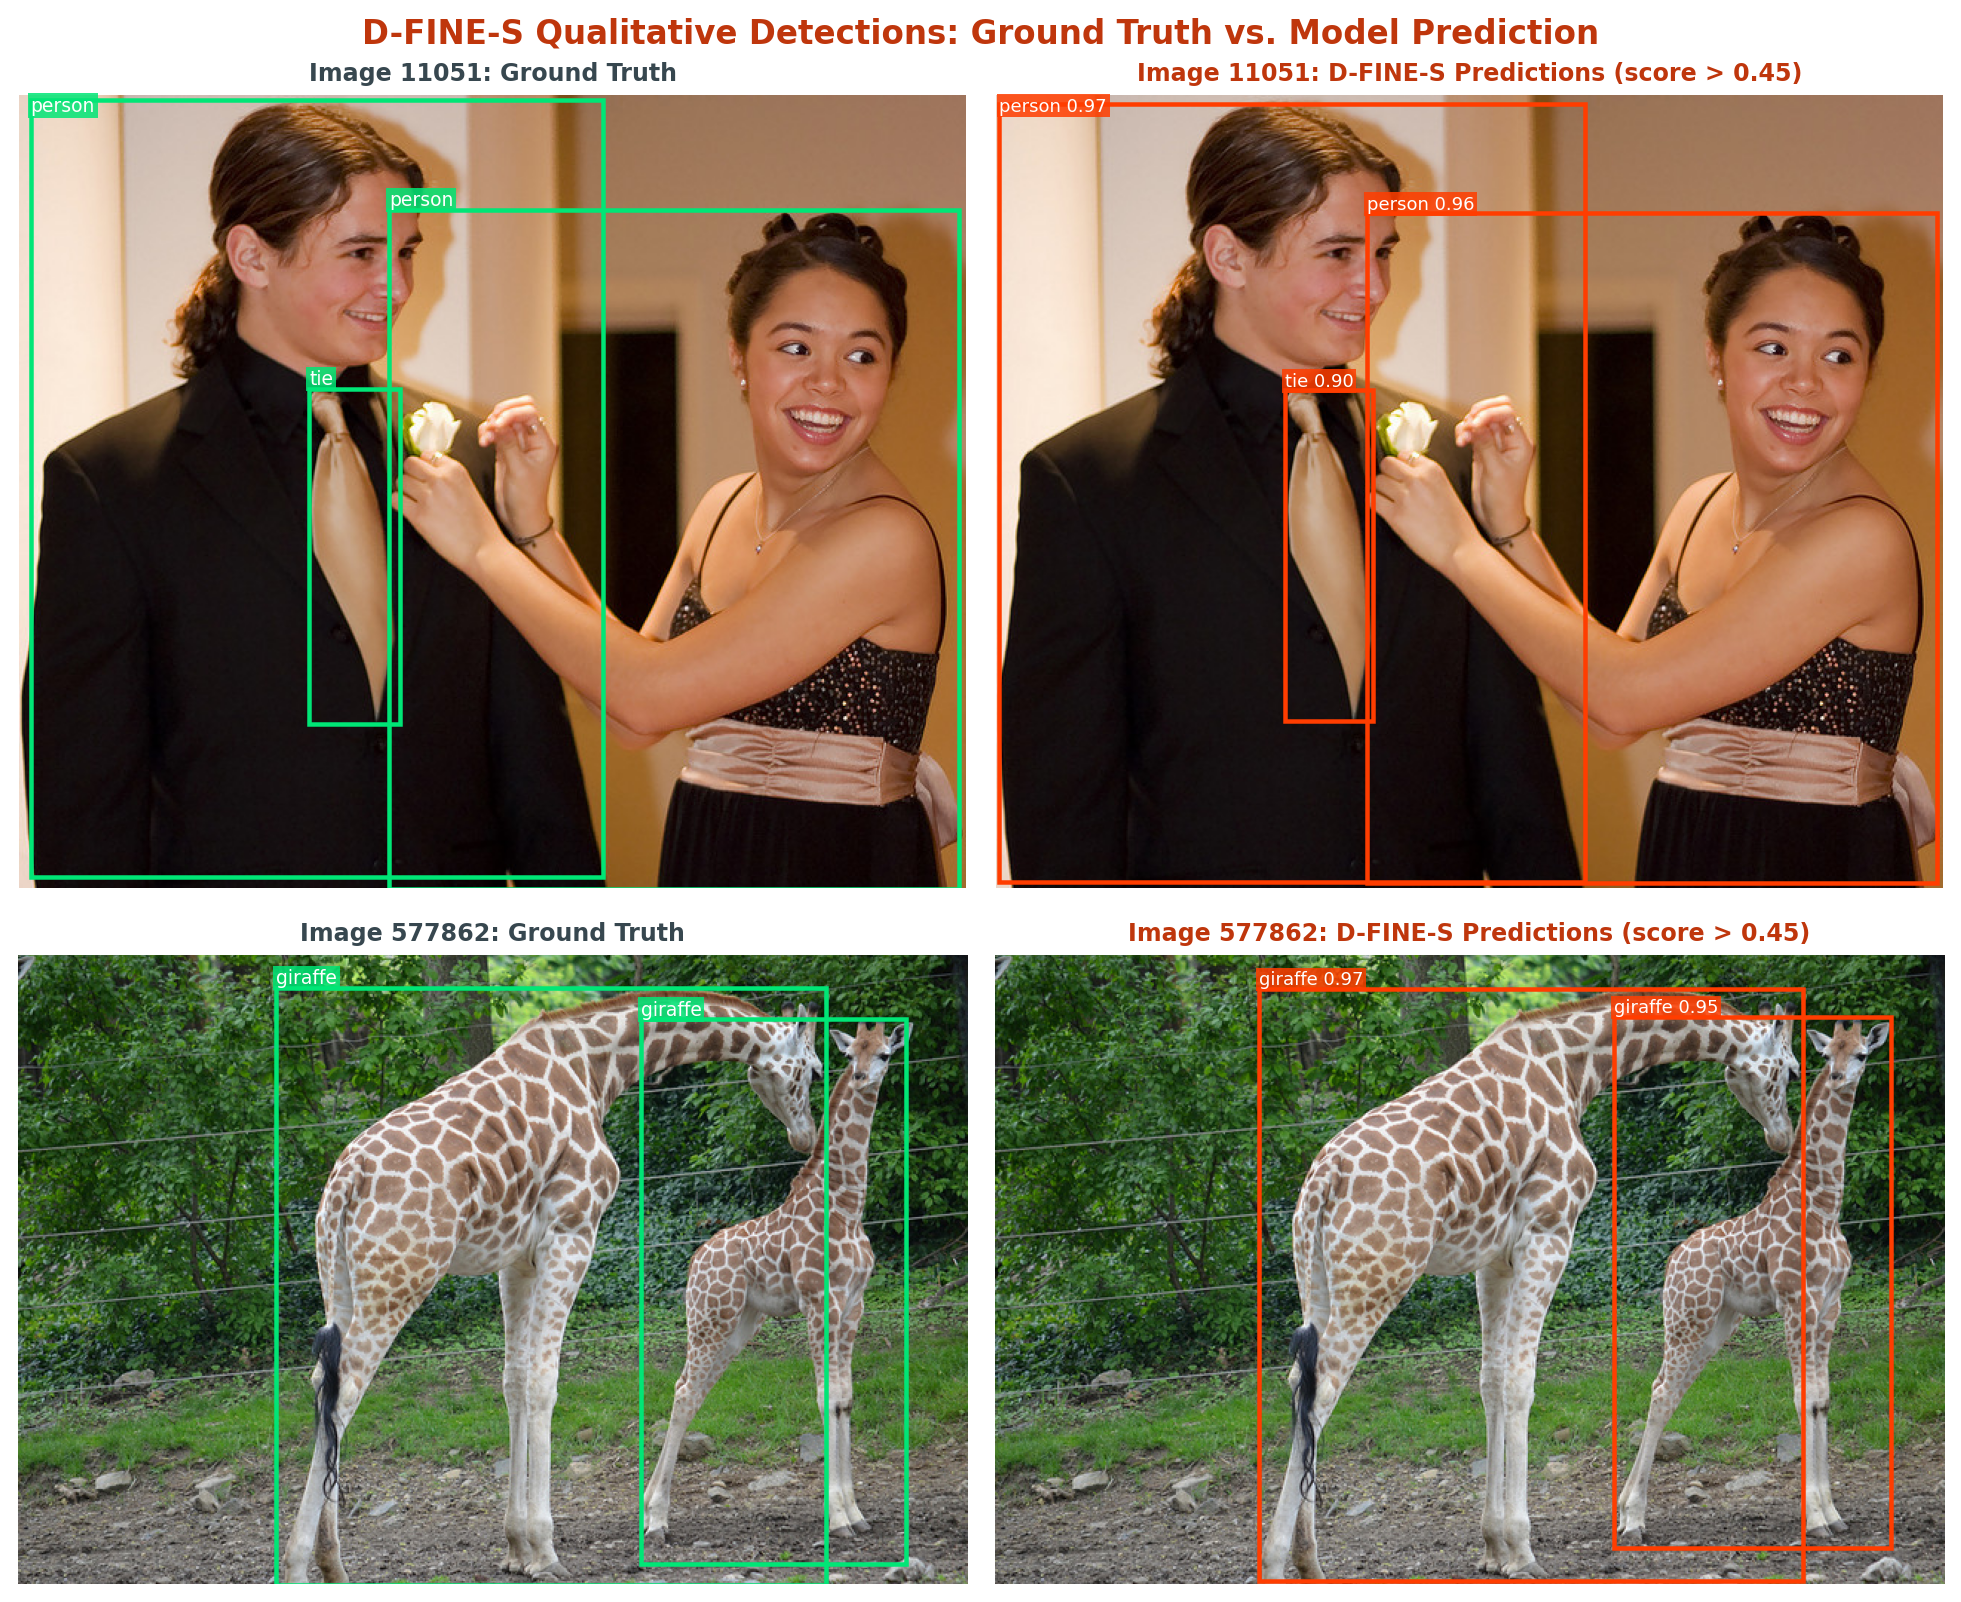 D-FINE-S Qualitative Detections: Ground Truth vs. Model Prediction
Image 11051: Ground Truth
person
person
tie
Image 11051: D-FINE-S Predictions (score > 0.45)
person 0.97
person 0.96
tie 0.90
Image 577862: Ground Truth
giraffe
giraffe
Image 577862: D-FINE-S Predictions (score > 0.45)
giraffe 0.97
giraffe 0.95